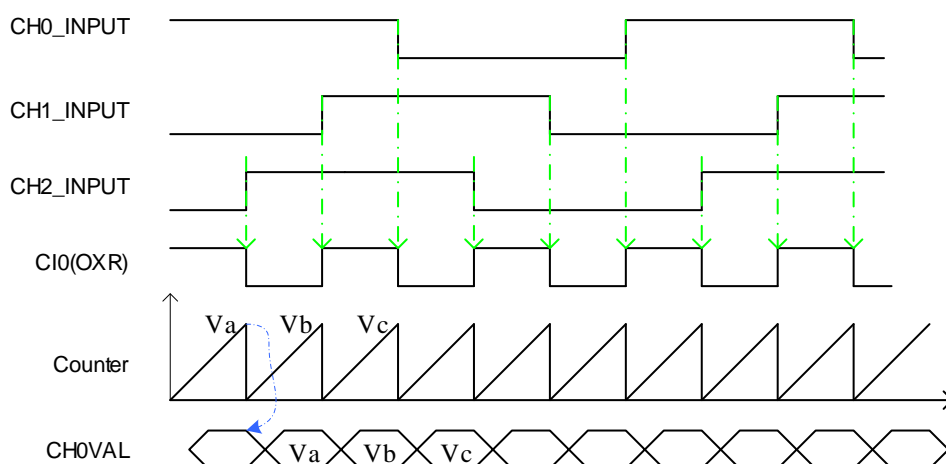 CH0_INPUT
CH1_INPUT
CH2_INPUT
CI0(OXR)
Va Vb Vc
Counter
CH0VAL Va Vb Vc